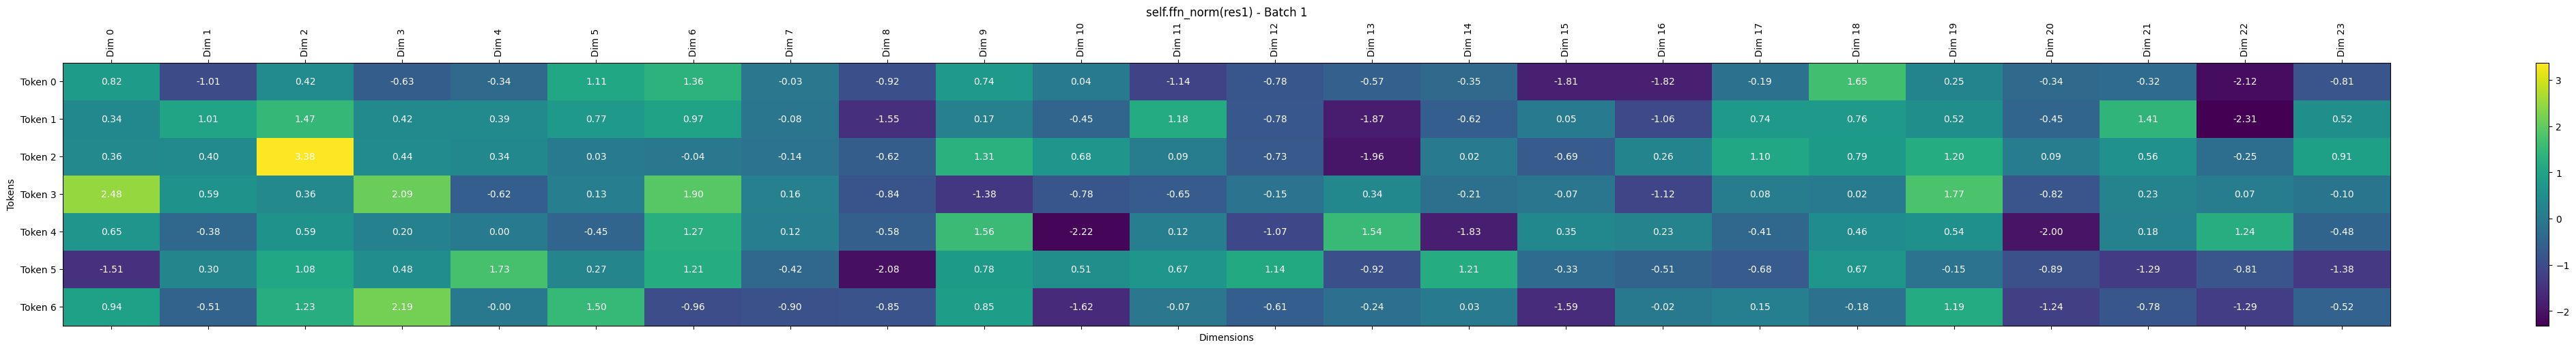 self.ffn_norm(res1) - Batch 1
Dim 0 Dim 1 Dim 2 Dim 3 Dim 4 Dim 5 Dim 6 Dim 7 Dim 8 Dim 9 Dim 10 Dim 11 Dim 12 Dim 13 Dim 14 Dim 15 Dim 16 Dim 17 Dim 18 Dim 19 Dim 20 Dim 21 Dim 22 Dim 23
Token 0 0.82 -1.01 0.42 -0.63 -0.34 1.11 1.36 -0.03 -0.92 0.74 0.04 -1.14 -0.78 -0.57 -0.35 -1.81 -1.82 -0.19 1.65 0.25 -0.34 -0.32 -2.12 -0.81
Token 1 0.34 1.01 1.47 0.42 0.39 0.77 0.97 -0.08 -1.55 0.17 -0.45 1.18 -0.78 -1.87 -0.62 0.05 -1.06 0.74 0.76 0.52 -0.45 1.41 -2.31 0.52
Token 2 0.36 0.40 3.38 0.44 0.34 0.03 -0.04 -0.14 -0.62 1.31 0.68 0.09 -0.73 -1.96 0.02 -0.69 0.26 1.10 0.79 1.20 0.09 0.56 -0.25 0.91
Token 3 2.48 0.59 0.36 2.09 -0.62 0.13 1.90 0.16 -0.84 -1.38 -0.78 -0.65 -0.15 0.34 -0.21 -0.07 -1.12 0.08 0.02 1.77 -0.82 0.23 0.07 -0.10
Token 4 0.65 -0.38 0.59 0.20 0.00 -0.45 1.27 0.12 -0.58 1.56 -2.22 0.12 -1.07 1.54 -1.83 0.35 0.23 -0.41 0.46 0.54 -2.00 0.18 1.24 -0.48
Token 5 -1.51 0.30 1.08 0.48 1.73 0.27 1.21 -0.42 -2.08 0.78 0.51 0.67 1.14 -0.92 1.21 -0.33 -0.51 -0.68 0.67 -0.15 -0.89 -1.29 -0.81 -1.38
Token 6 0.94 -0.51 1.23 2.19 -0.00 1.50 -0.96 -0.90 -0.85 0.85 -1.62 -0.07 -0.61 -0.24 0.03 -1.59 -0.02 0.15 -0.18 1.19 -1.24 -0.78 -1.29 -0.52
Tokens
Dimensions
3
2
1
0
−1
−2